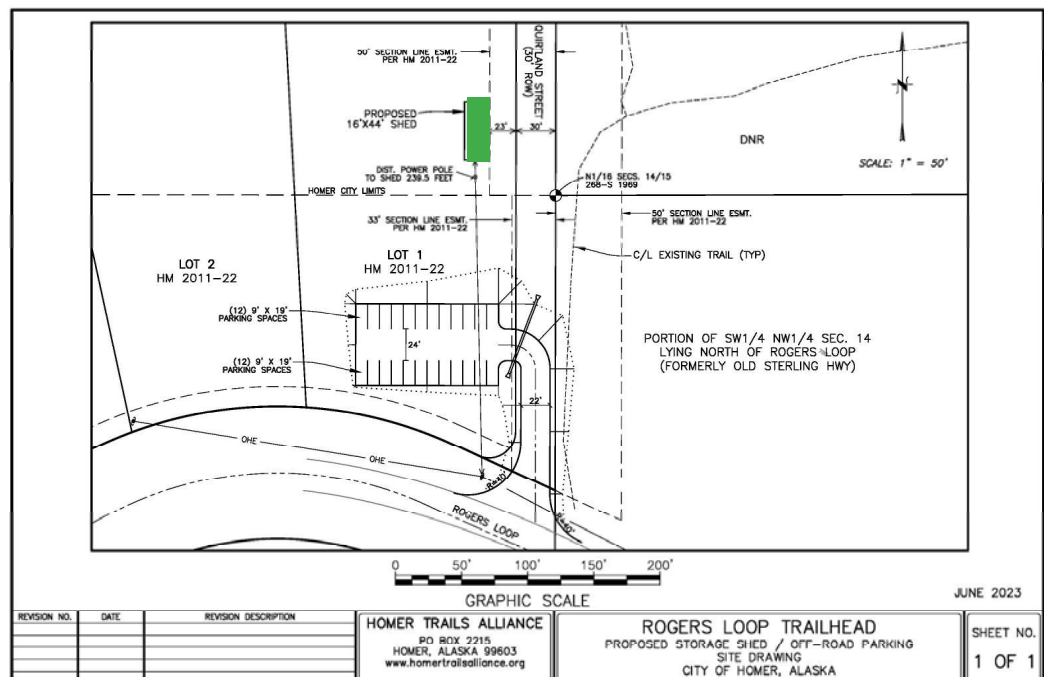 50' SECTION LINE ESMT.
PER HM 2011-22
QUIRLAND STREET
(30' ROW)
N
PROPOSED
16'X44' SHED
23'
30'
DNR
SCALE: 1" = 50'
DIST. POWER POLE
TO SHED 239.5 FEET
N1/16 SECS. 14/15
268-S 1969
HOMER CITY LIMITS
33' SECTION LINE ESMT.
PER HM 2011-22
50' SECTION LINE ESMT.
PER HM 2011-22
C/L EXISTING TRAIL (TYP)
LOT 2
HM 2011-22
LOT 1
HM 2011-22
(12) 9' X 19'
PARKING SPACES
24'
(12) 9' X 19'
PARKING SPACES
PORTION OF SW1/4 NW1/4 SEC. 14
LYING NORTH OF ROGERS LOOP
(FORMERLY OLD STERLING HWY)
22'
OHE
OHE
R=40'
R=40'
ROGERS LOOP
0 50' 100' 150' 200'
GRAPHIC SCALE
JUNE 2023
REVISION NO. DATE REVISION DESCRIPTION
HOMER TRAILS ALLIANCE
PO BOX 2215
HOMER, ALASKA 99603
www.homertrailsalliance.org
ROGERS LOOP TRAILHEAD
PROPOSED STORAGE SHED / OFF-ROAD PARKING
SITE DRAWING
CITY OF HOMER, ALASKA
SHEET NO.
1 OF 1